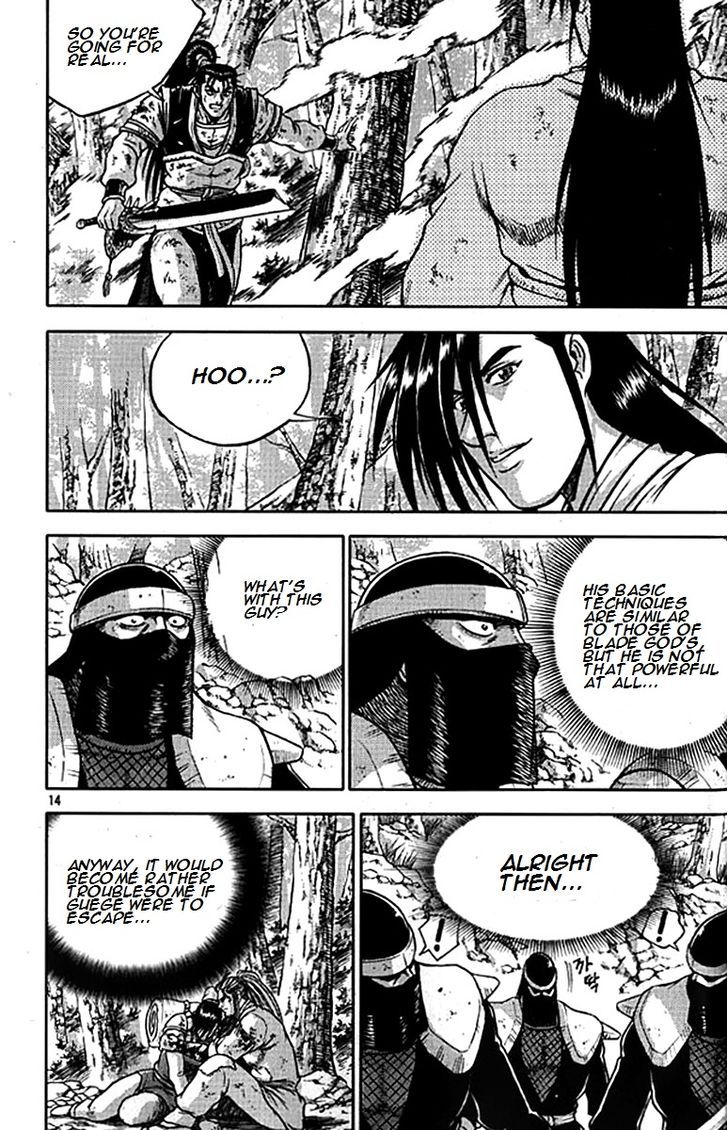 SO YOU'RE
GOING FOR
REAL...
HOO...?
WHAT'S
WITH THIS
GUY?
HIS BASIC
TECHNIQUES
ARE SIMILAR
TO THOSE OF
BLADE GOD'S,
BUT HE IS NOT
THAT POWERFUL
AT ALL...
14
ANYWAY, IT WOULD
BECOME RATHER
TROUBLESOME IF
GUEGE WERE TO
ESCAPE...
ALRIGHT
THEN...
!
까
딱
!